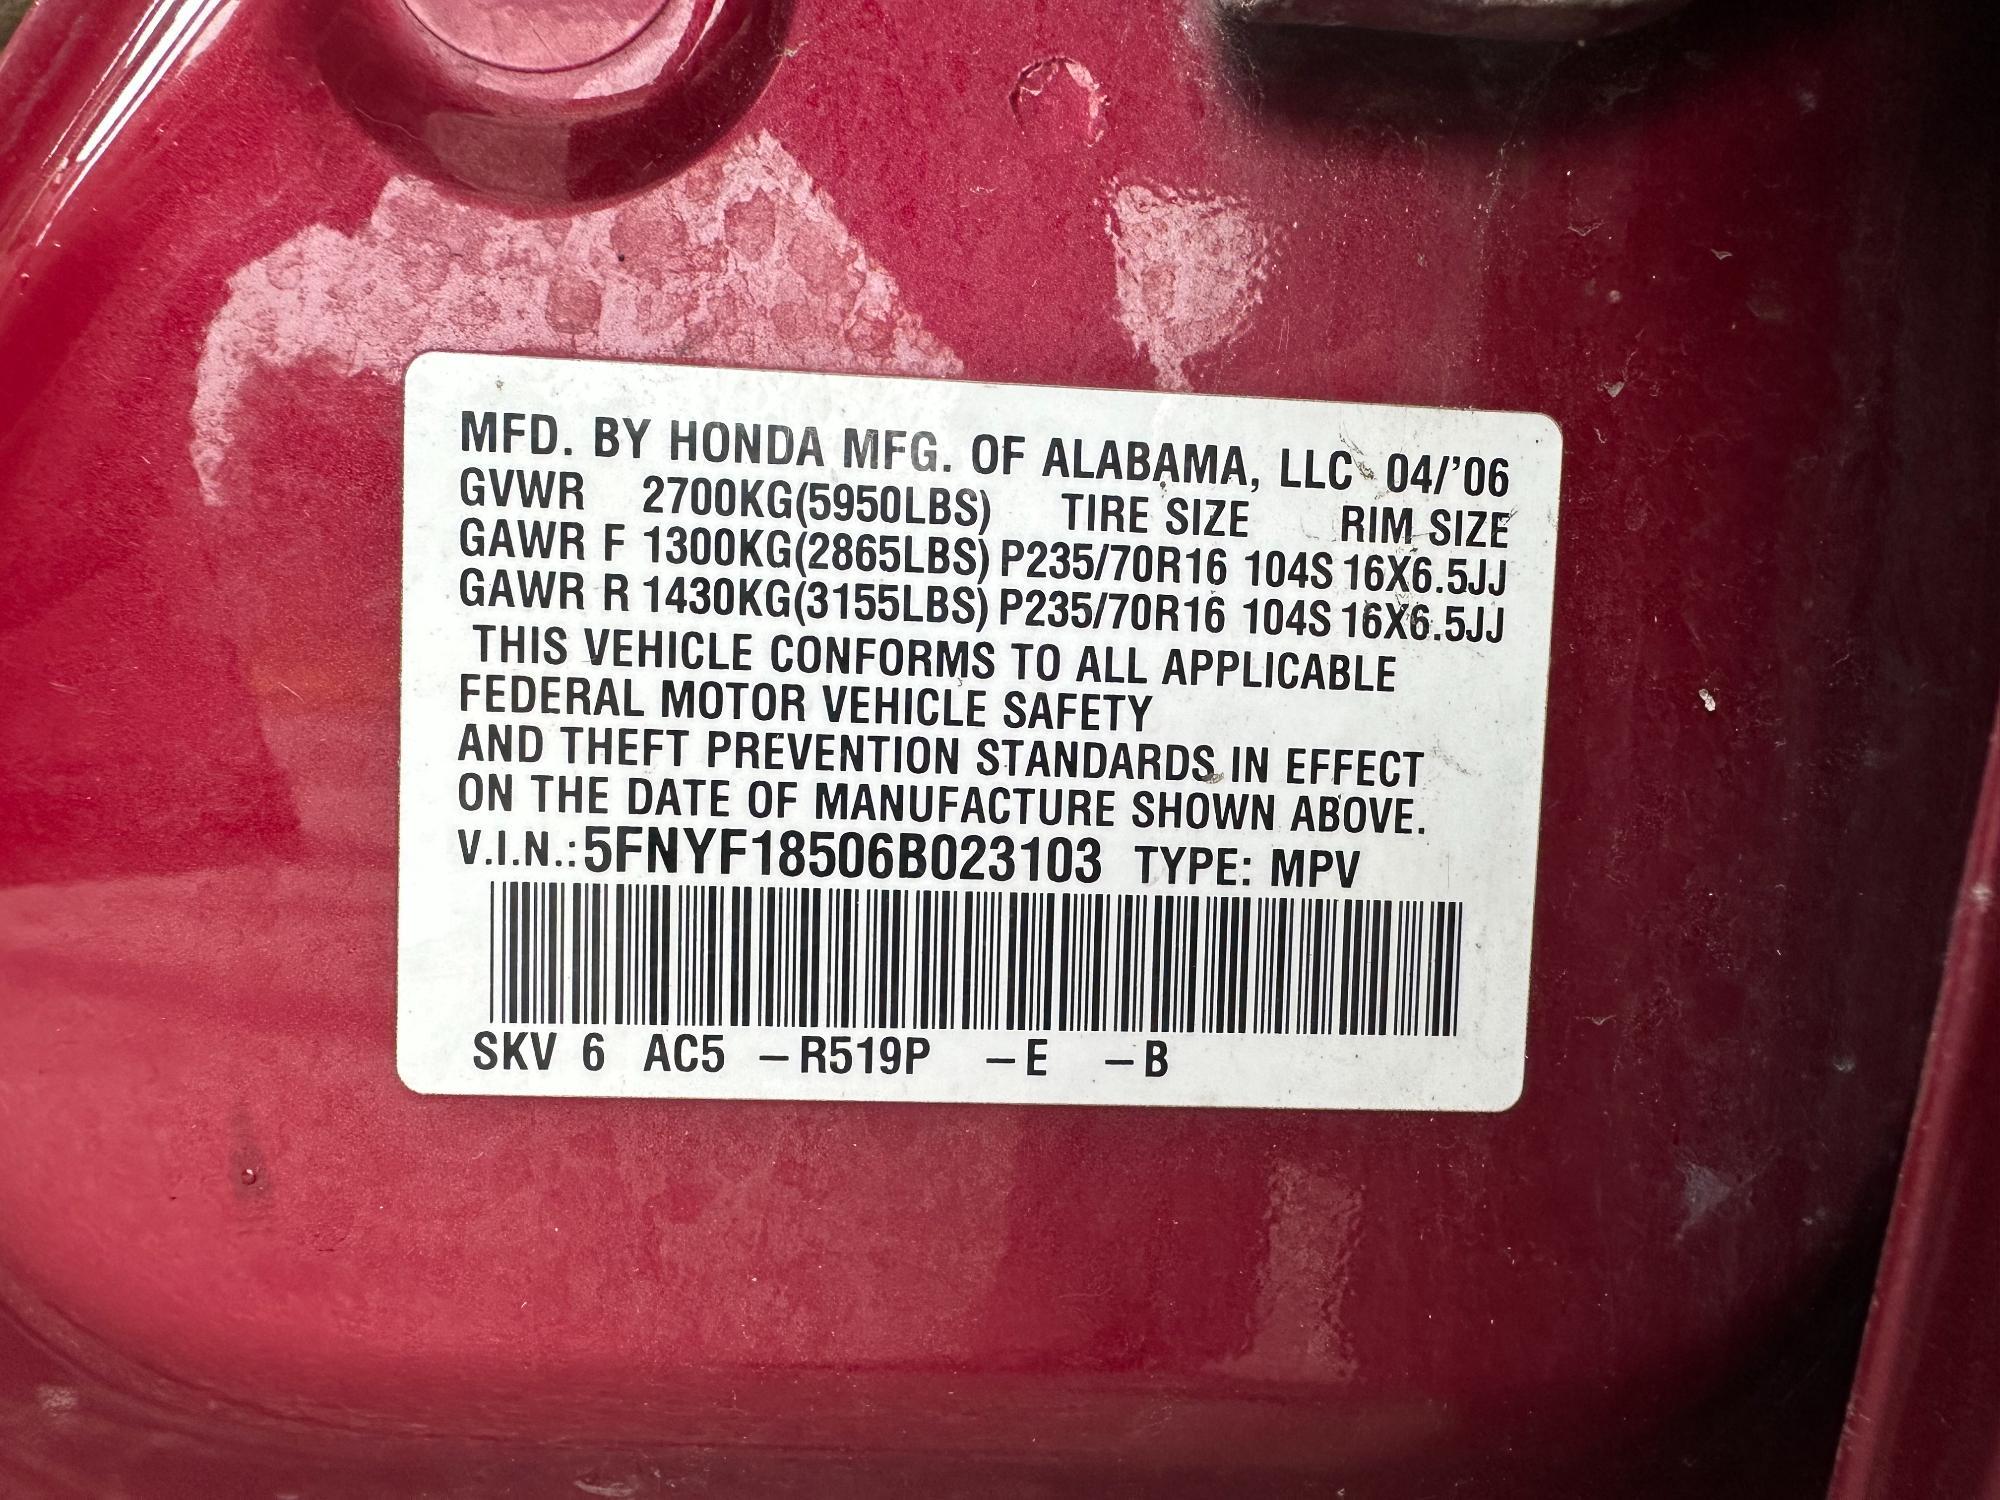 MFD. BY HONDA MFG. OF ALABAMA, LLC 04/'06
GVWR 2700KG(5950LBS) TIRE SIZE RIM SIZE
GAWR F 1300KG(2865LBS) P235/70R16 104S 16X6.5JJ
GAWR R 1430KG(3155LBS) P235/70R16 104S 16X6.5JJ
THIS VEHICLE CONFORMS TO ALL APPLICABLE
FEDERAL MOTOR VEHICLE SAFETY
AND THEFT PREVENTION STANDARDS IN EFFECT
ON THE DATE OF MANUFACTURE SHOWN ABOVE.
V.I.N.: 5FNYF18506B023103 TYPE: MPV
SKV 6 AC5 –R519P –E –B